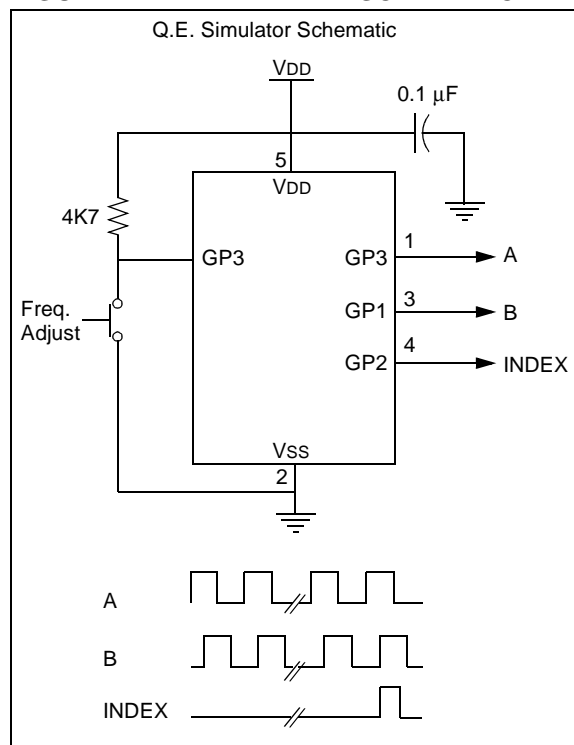 Q.E. Simulator Schematic
VDD
0.1 μF
5
VDD
4K7
GP3
GP3
1
A
Freq.
Adjust
GP1
3
B
GP2
4
INDEX
VSS
2
A
B
INDEX